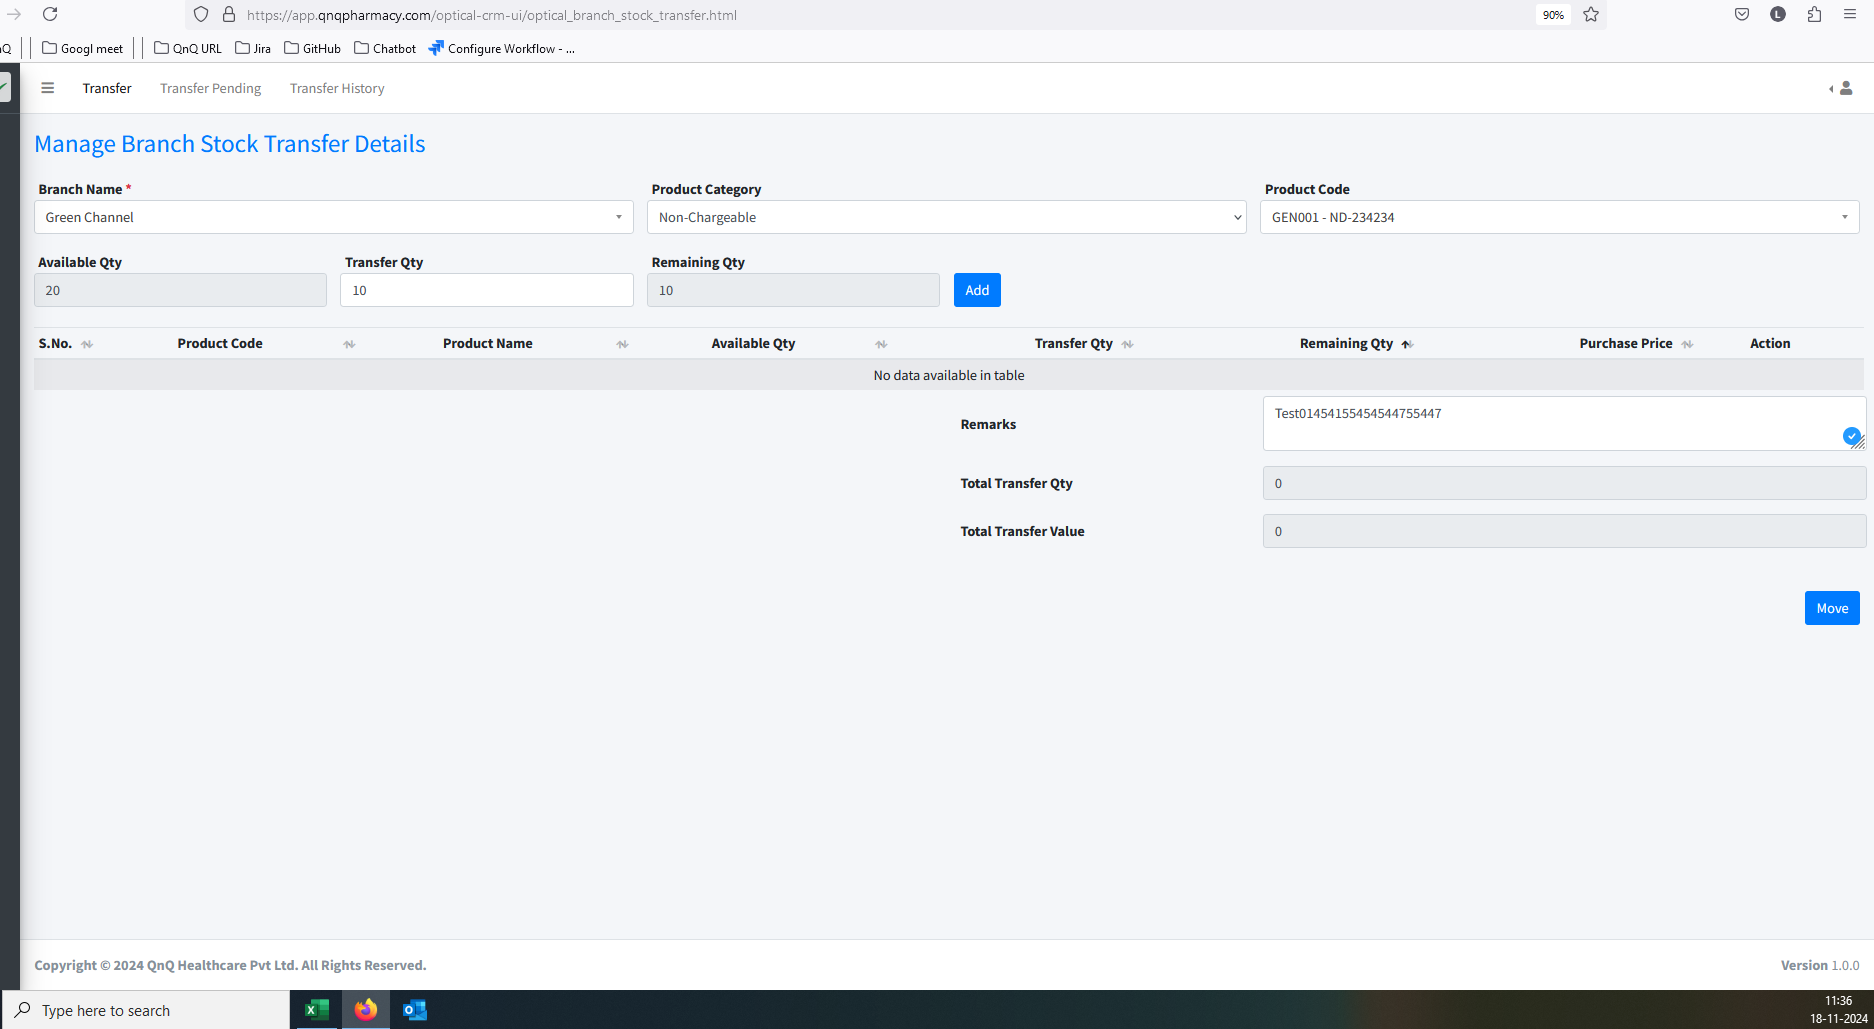 https://app.qnqpharmacy.com/optical-crm-ui/optical_branch_stock_transfer.html 90% L
Googl meet QnQ URL Jira GitHub Chatbot Configure Workflow - ...
Transfer Transfer Pending Transfer History
Manage Branch Stock Transfer Details
Branch Name * Product Category Product Code
Green Channel Non-Chargeable GEN001 - ND-234234
Available Qty Transfer Qty Remaining Qty
20 10 10 Add
S.No. Product Code Product Name Available Qty Transfer Qty Remaining Qty Purchase Price Action
No data available in table
Remarks Test01454155454544755447
Total Transfer Qty 0
Total Transfer Value 0
Move
Copyright © 2024 QnQ Healthcare Pvt Ltd. All Rights Reserved. Version 1.0.0
Type here to search 11:36
18-11-2024